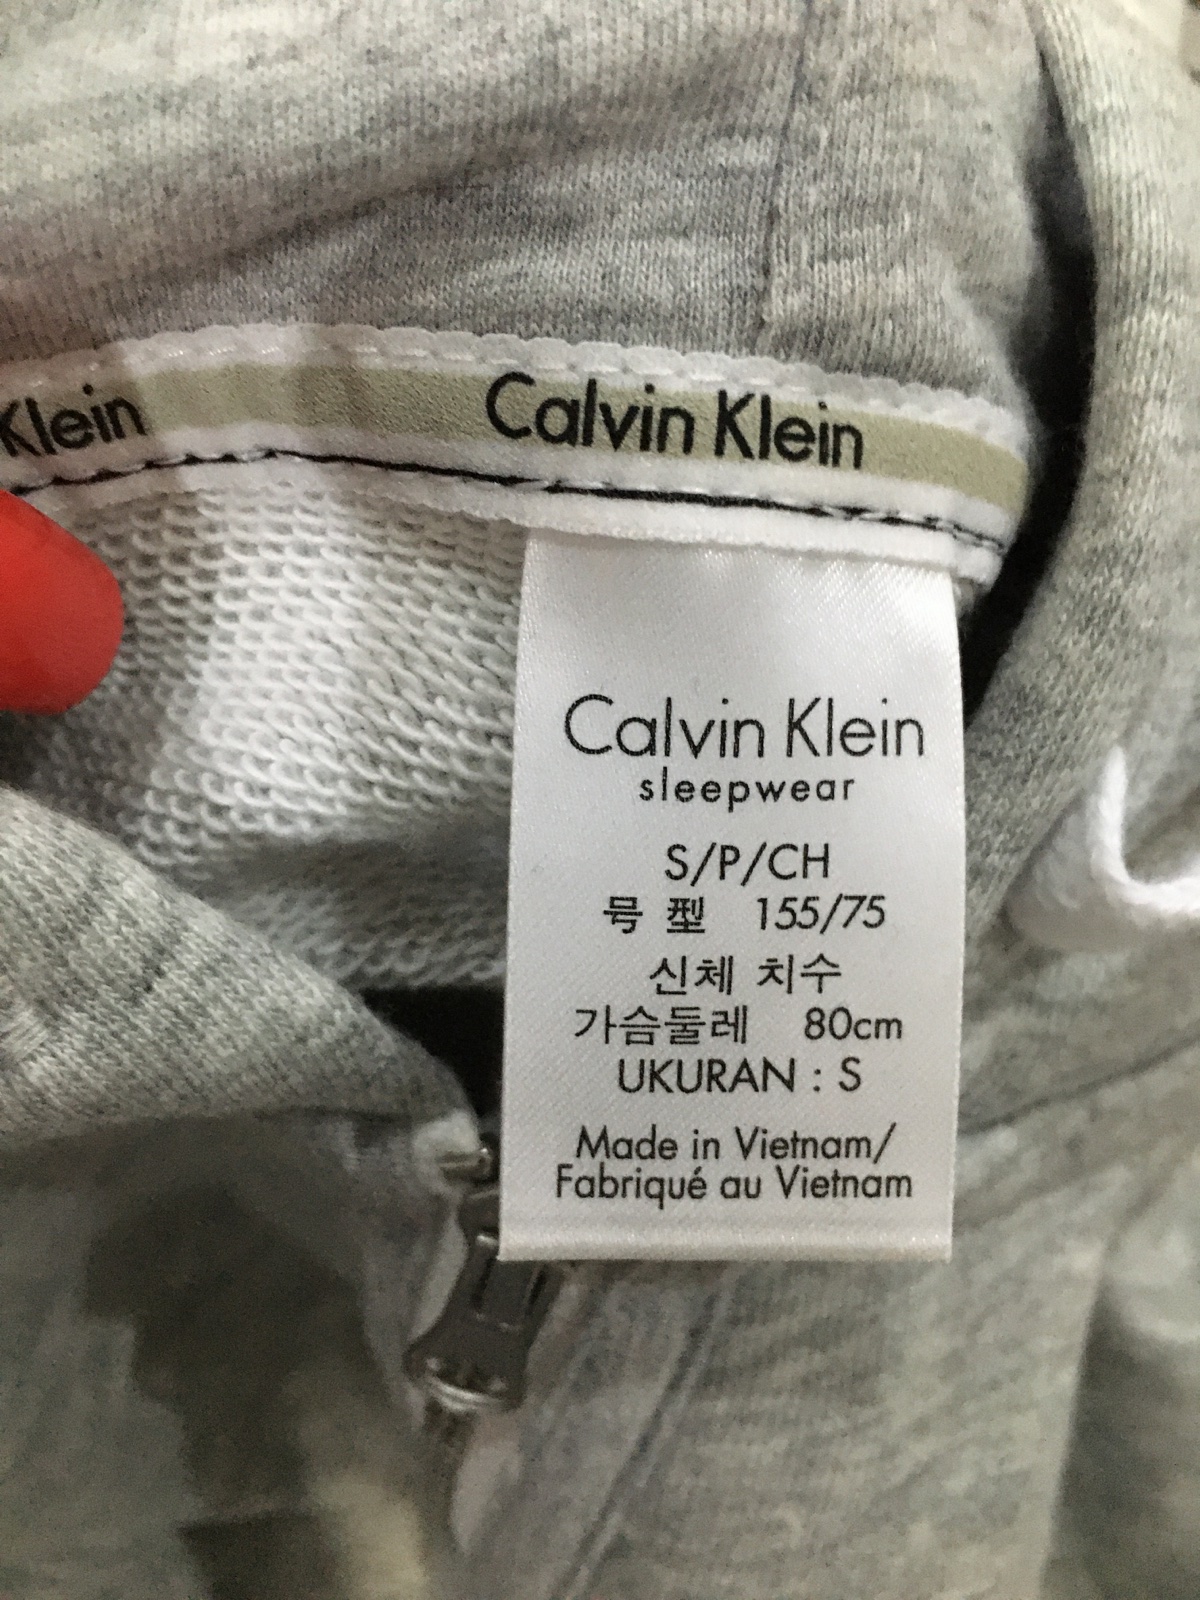 Klein
Calvin Klein
Calvin Klein
sleepwear
S/P/CH
号 型 155/75
신체 치수
가슴둘레 80cm
UKURAN : S
Made in Vietnam/
Fabriqué au Vietnam